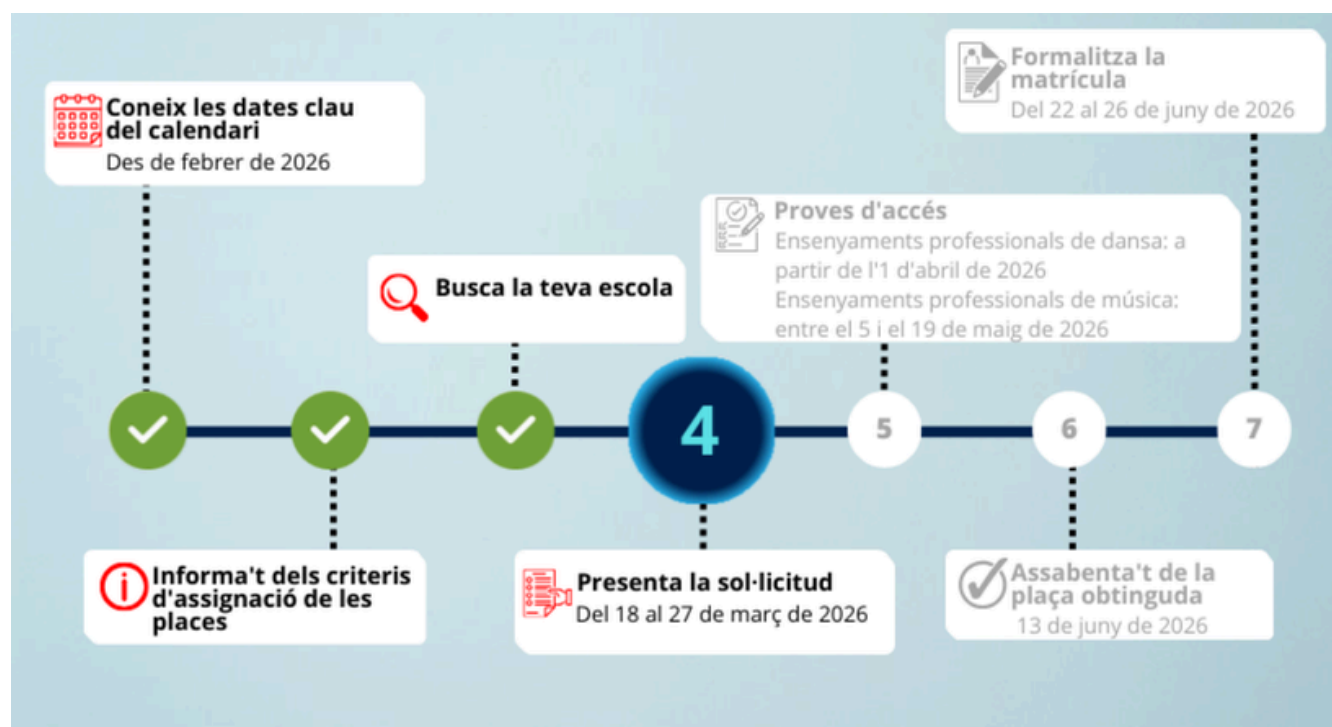 Coneix les dates clau
del calendari
Des de febrer de 2026
Informa't dels criteris
d'assignació de les
places
Busca la teva escola
4
Presenta la sol·licitud
Del 18 al 27 de març de 2026
Proves d'accés
Ensenyaments professionals de dansa: a
partir de l'1 d'abril de 2026
Ensenyaments professionals de música:
entre el 5 i el 19 de maig de 2026
5
6
Assabenta't de la
plaça obtinguda
13 de juny de 2026
Formalitza la
matrícula
Del 22 al 26 de juny de 2026
7